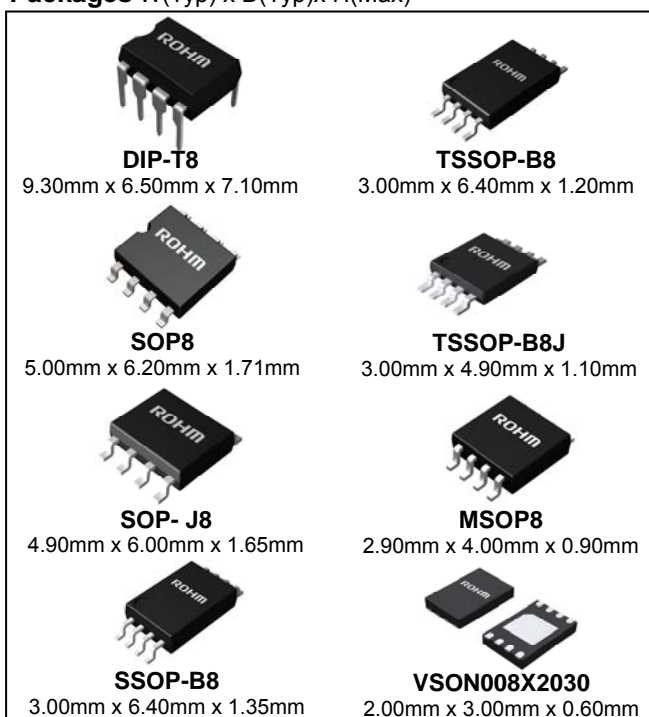 Packages W(Typ) x D(Typ)x H(Max)
ROHM
DIP-T8
9.30mm x 6.50mm x 7.10mm
ROHM
TSSOP-B8
3.00mm x 6.40mm x 1.20mm
ROHM
SOP8
5.00mm x 6.20mm x 1.71mm
ROHM
TSSOP-B8J
3.00mm x 4.90mm x 1.10mm
ROHM
SOP- J8
4.90mm x 6.00mm x 1.65mm
ROHM
MSOP8
2.90mm x 4.00mm x 0.90mm
ROHM
SSOP-B8
3.00mm x 6.40mm x 1.35mm
ROHM
VSON008X2030
2.00mm x 3.00mm x 0.60mm